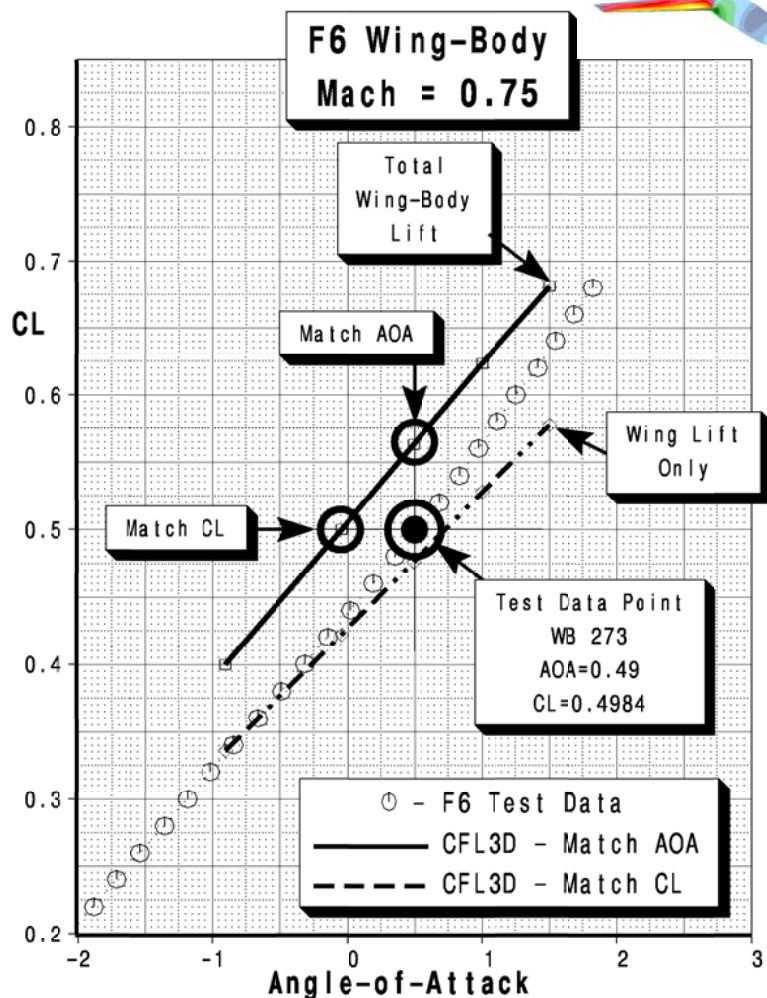 F6 Wing-Body
Mach = 0.75
0.8
Total
Wing-Body
Lift
0.7
CL
Match AOA
0.6
Wing Lift
Only
Match CL
0.5
Test Data Point
WB 273
AOA=0.49
CL=0.4984
0.4
0.3
- F6 Test Data
CFL3D - Match AOA
CFL3D - Match CL
0.2
-2
-1
0
1
2
3
Angle-of-Attack